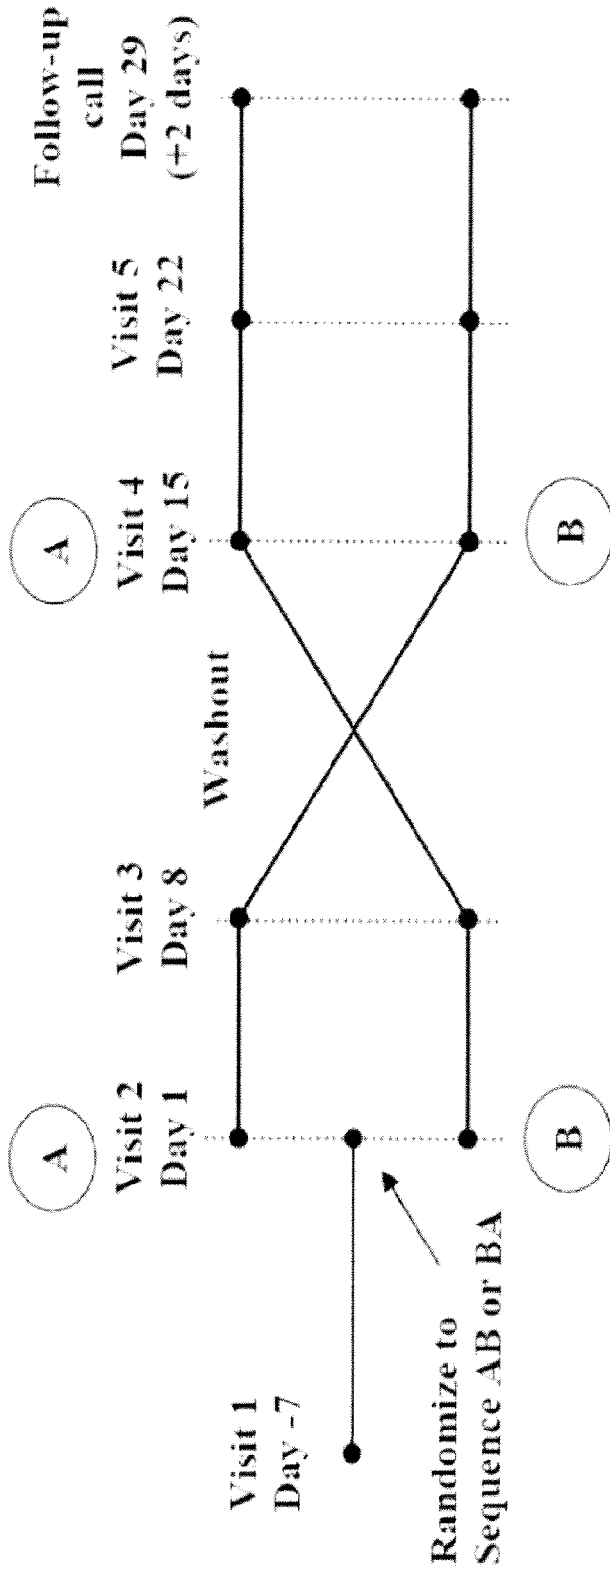 A
A
Visit 1
Day -7
Visit 2
Day 1
Visit 3
Day 8
Washout
Visit 4
Day 15
Visit 5
Day 22
Follow-up
call
Day 29
(+2 days)
Randomize to
Sequence AB or BA
B
B